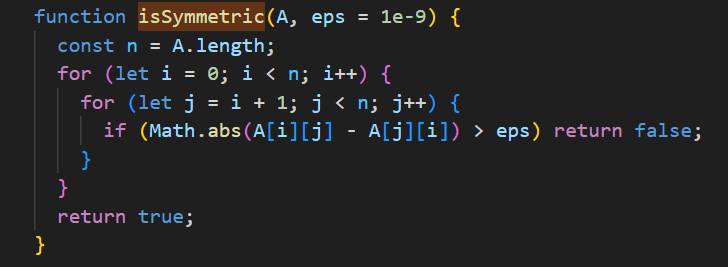 function isSymmetric(A, eps = 1e-9) {
  const n = A.length;
  for (let i = 0; i < n; i++) {
    for (let j = i + 1; j < n; j++) {
      if (Math.abs(A[i][j] - A[j][i]) > eps) return false;
    }
  }
  return true;
}